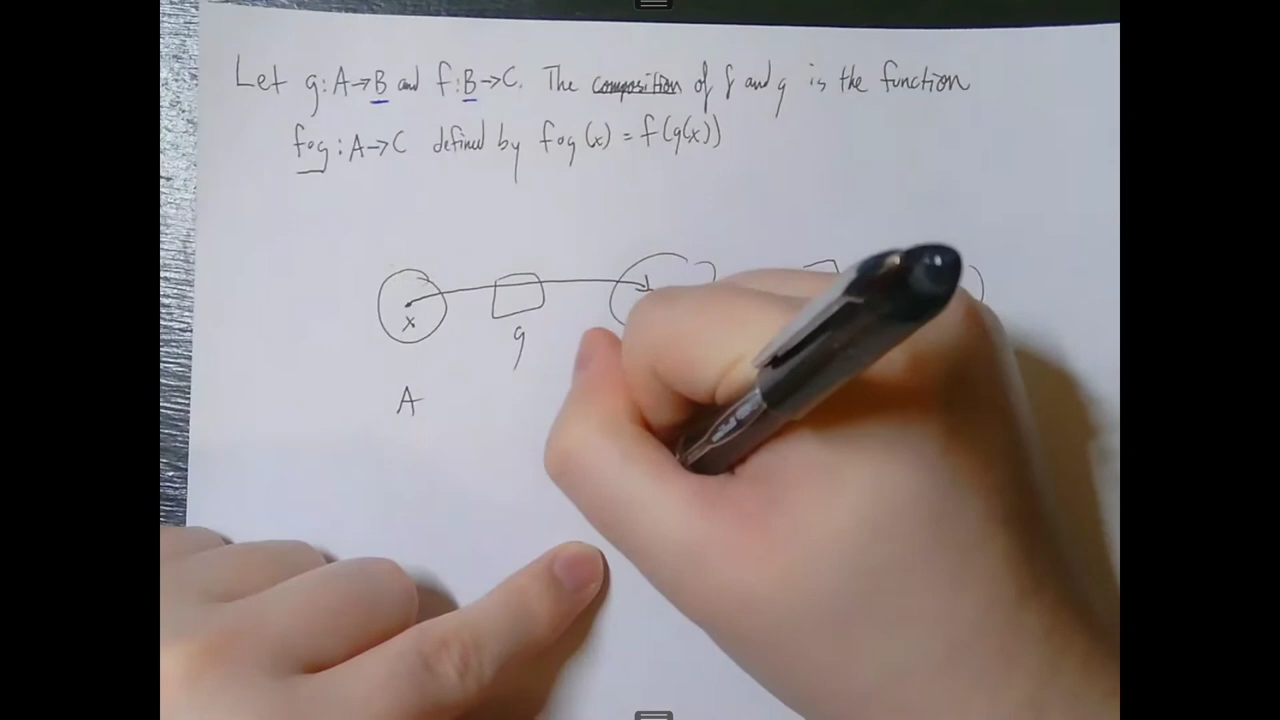 Let g: A→B and f: B→C. The composition of f and g is the function
f∘g : A→C defined by f∘g (x) = f(g(x))
x
g
A